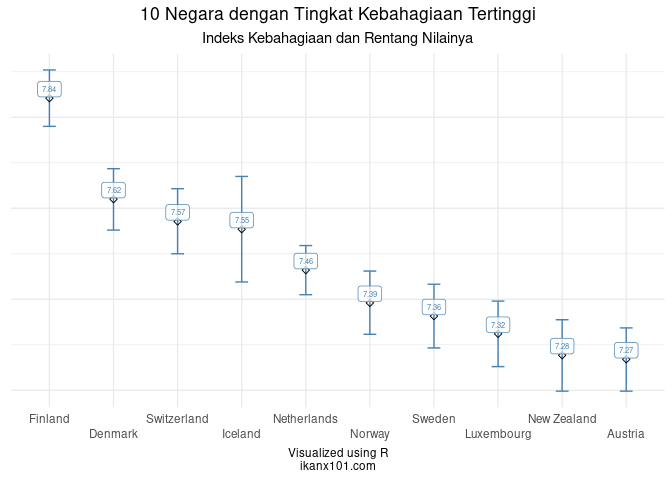 10 Negara dengan Tingkat Kebahagiaan Tertinggi
Indeks Kebahagiaan dan Rentang Nilainya
7.84
7.62
7.57
7.55
7.46
7.39
7.36
7.32
7.28
7.27
Finland Switzerland Netherlands Sweden New Zealand
Denmark Iceland Norway Luxembourg Austria
Visualized using R
ikanx101.com